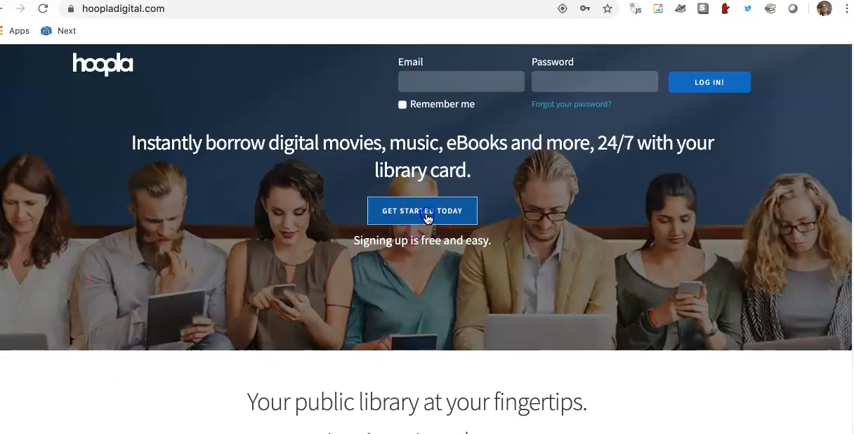 hoopladigital.com
Apps Next
hoopla
Email Password
LOG IN!
Remember me Forgot your password?
Instantly borrow digital movies, music, eBooks and more, 24/7 with your
library card.
GET STARTED TODAY
Signing up is free and easy.
Your public library at your fingertips.